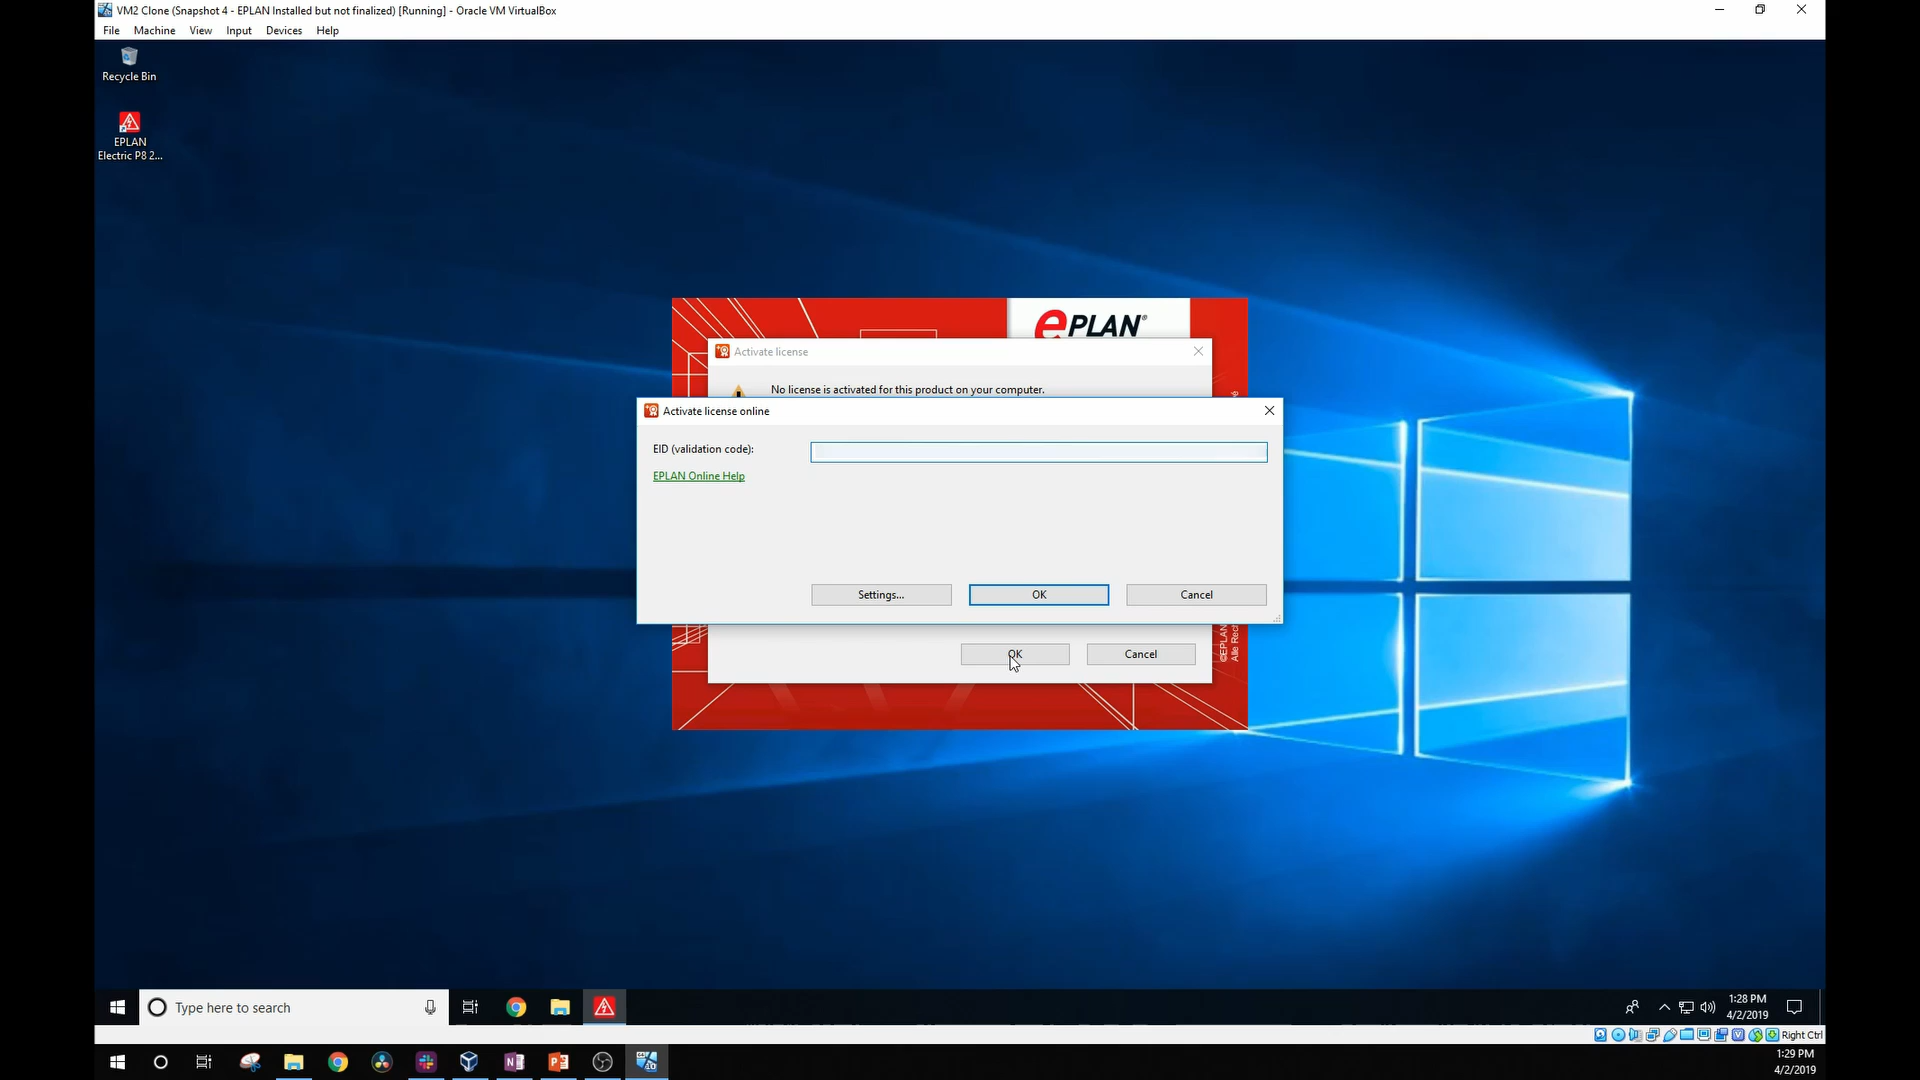 VM2 Clone (Snapshot 4 - EPLAN Installed but not finalized) [Running] - Oracle VM VirtualBox
File Machine View Input Devices Help
Recycle Bin
EPLAN
Electric P8 2...
ePLAN®
Activate license
No license is activated for this product on your computer.
Activate license online
EID (validation code):
EPLAN Online Help
Settings... OK Cancel
OK Cancel
©EPLAN
Alle Rech
Type here to search
1:28 PM
4/2/2019
Right Ctrl
1:29 PM
4/2/2019